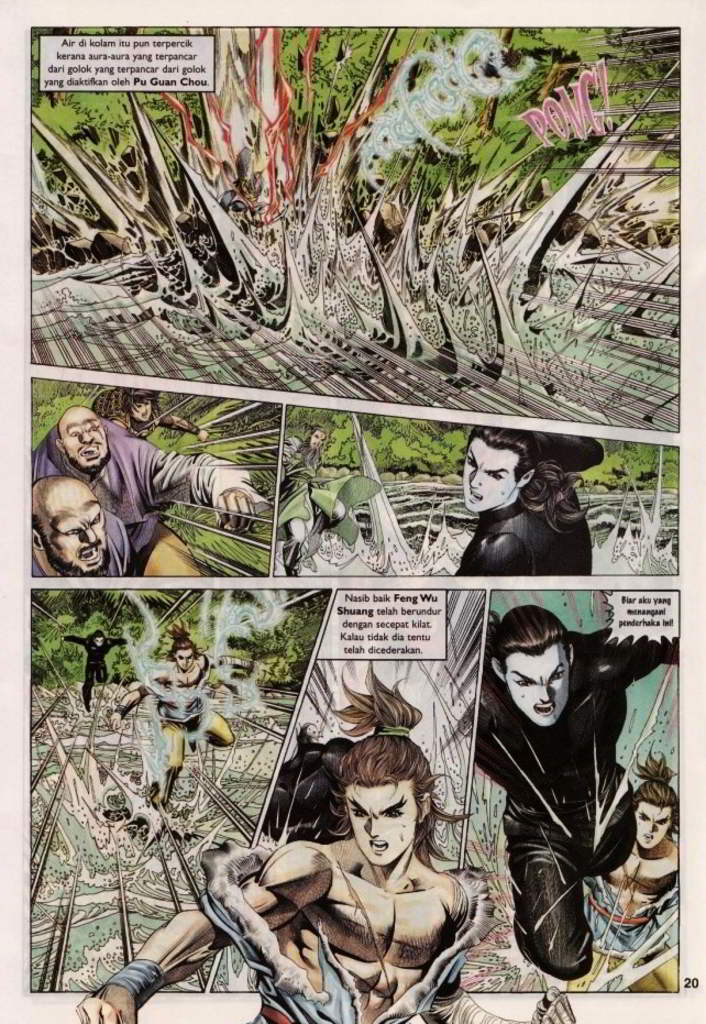 Air di kolam itu pun terpercik
kerana aura-aura yang terpancar
dari golok yang terpancar dari golok
yang diaktifkan oleh Pu Guan Chou.
PONG!
Nasib baik Feng Wu
Shuang telah berundur
dengan secepat kilat.
Kalau tidak dia tentu
telah dicederakan.
Biar aku yang
menangani
penderhaka ini!
20